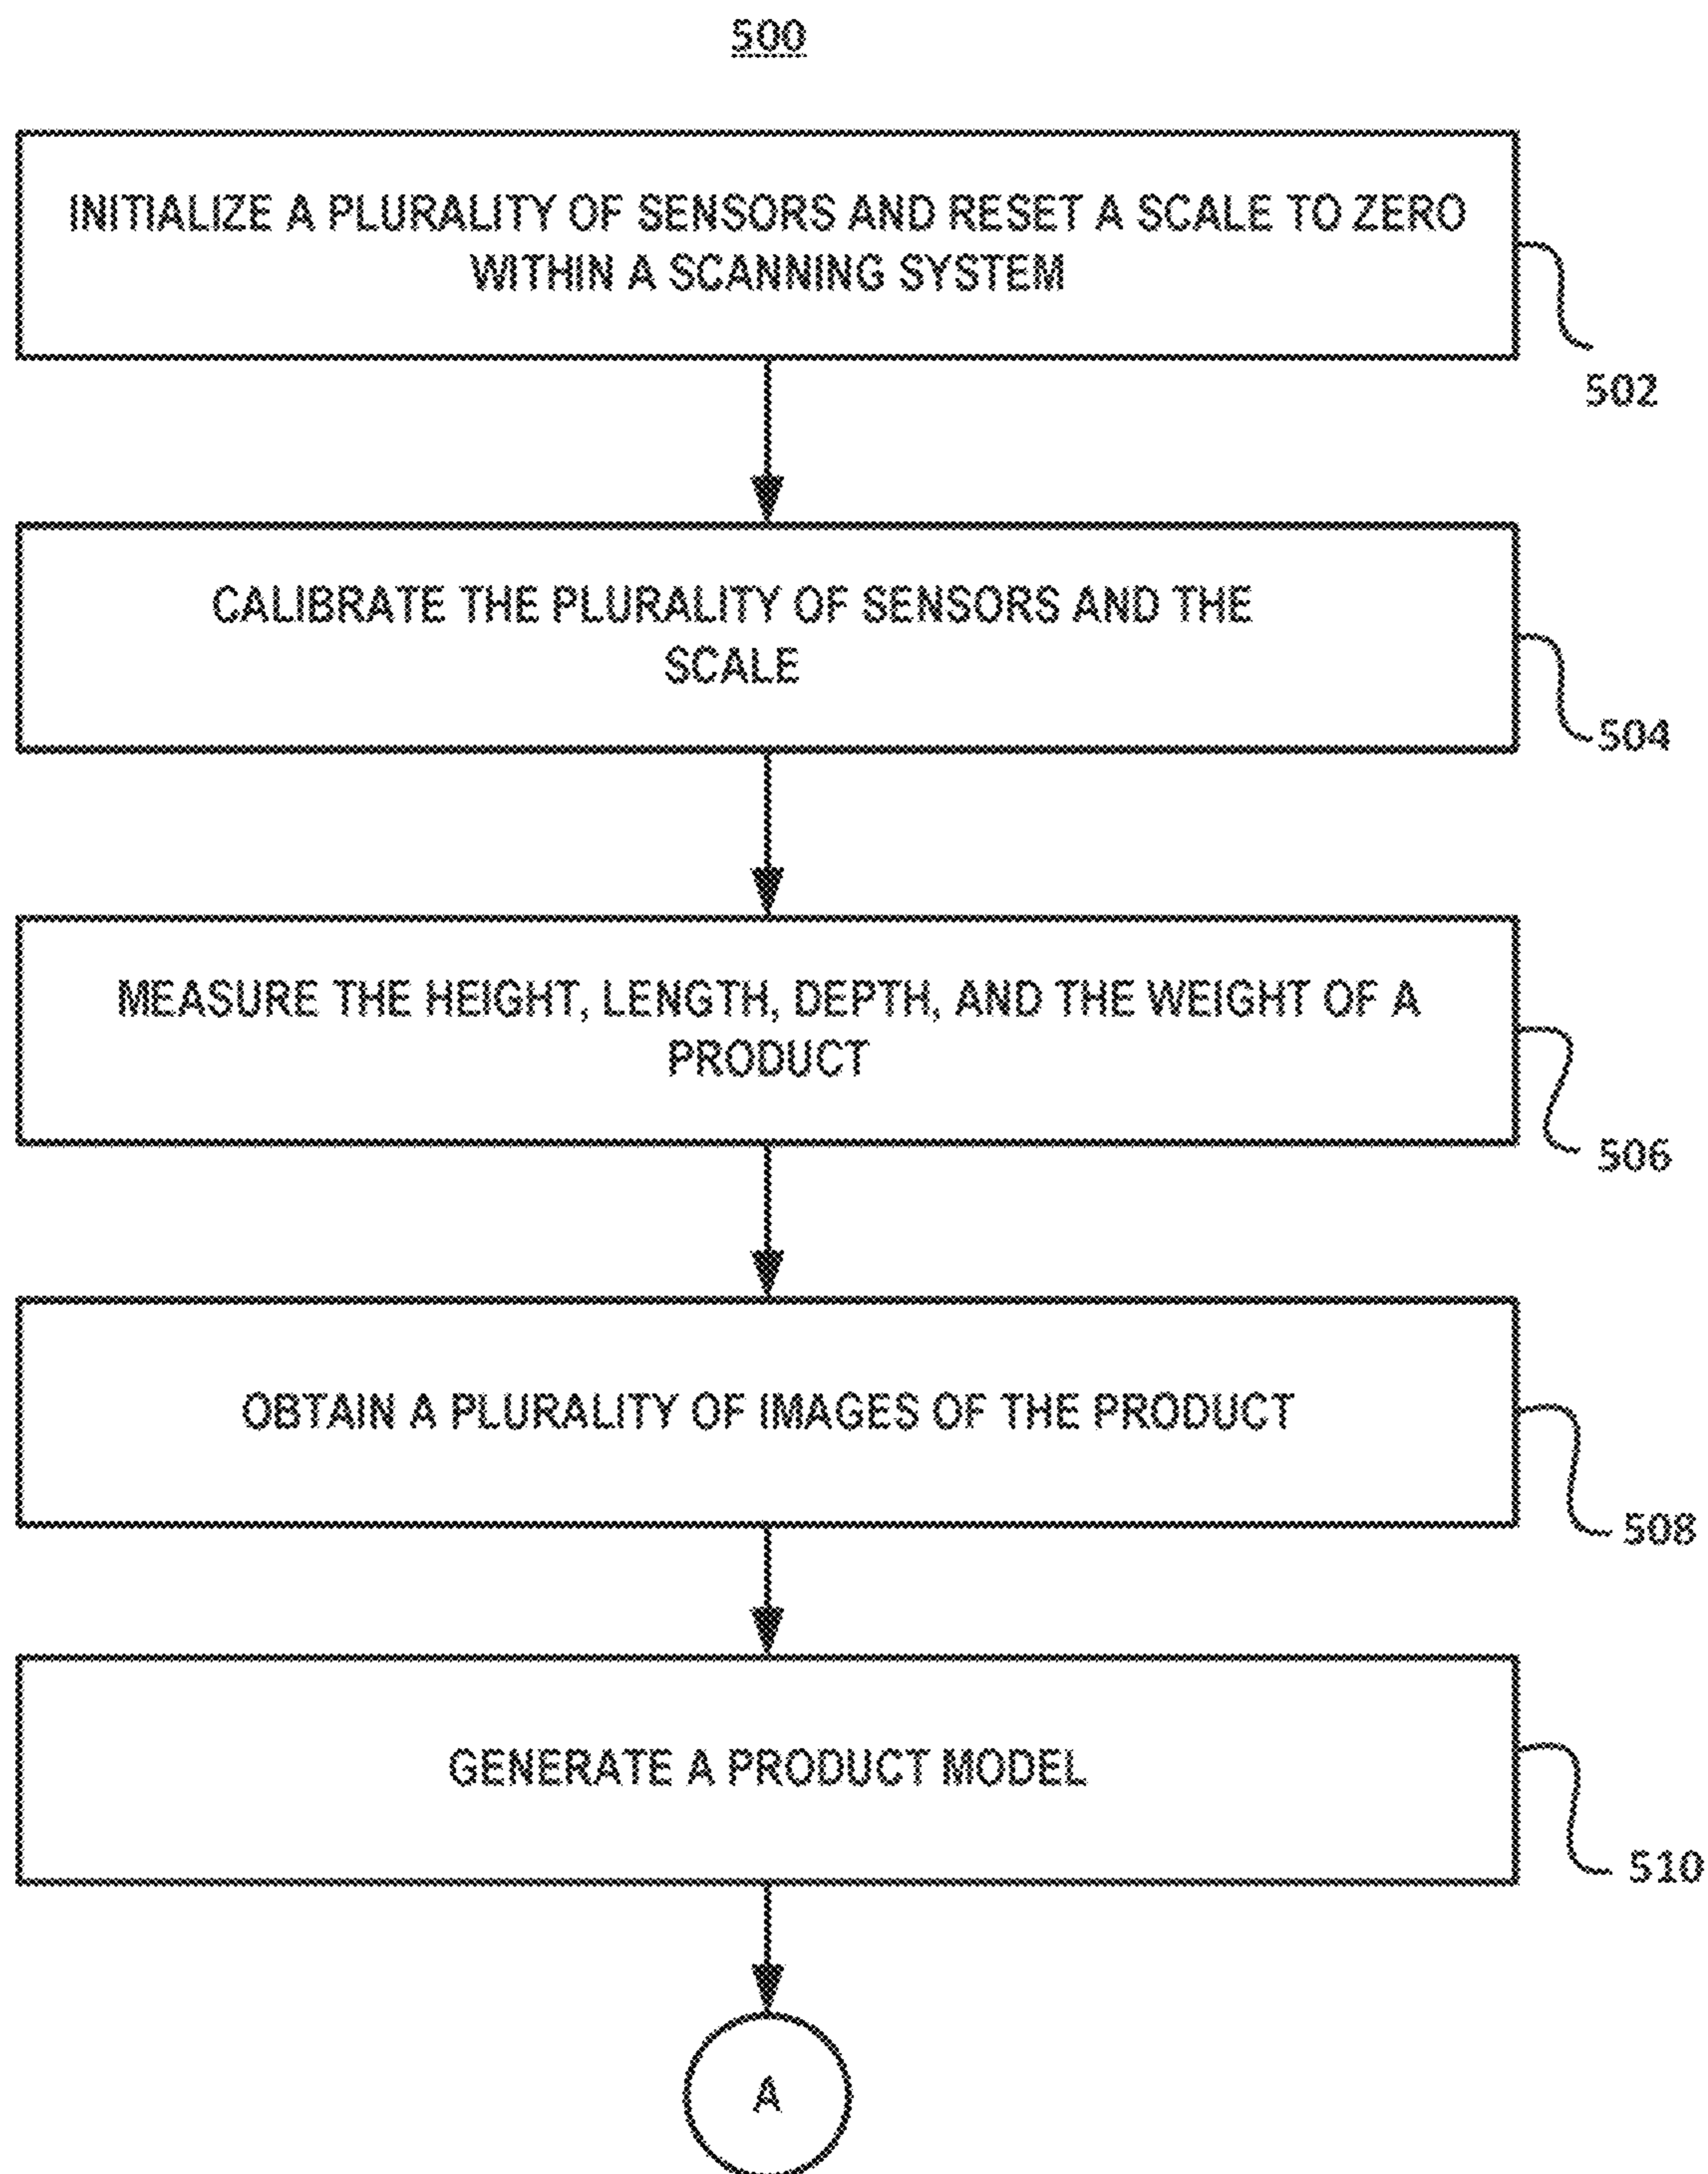 500
INITIALIZE A PLURALITY OF SENSORS AND RESET A SCALE TO ZERO
WITHIN A SCANNING SYSTEM
502
CALIBRATE THE PLURALITY OF SENSORS AND THE
SCALE
504
MEASURE THE HEIGHT, LENGTH, DEPTH, AND THE WEIGHT OF A
PRODUCT
506
OBTAIN A PLURALITY OF IMAGES OF THE PRODUCT
508
GENERATE A PRODUCT MODEL
510
A